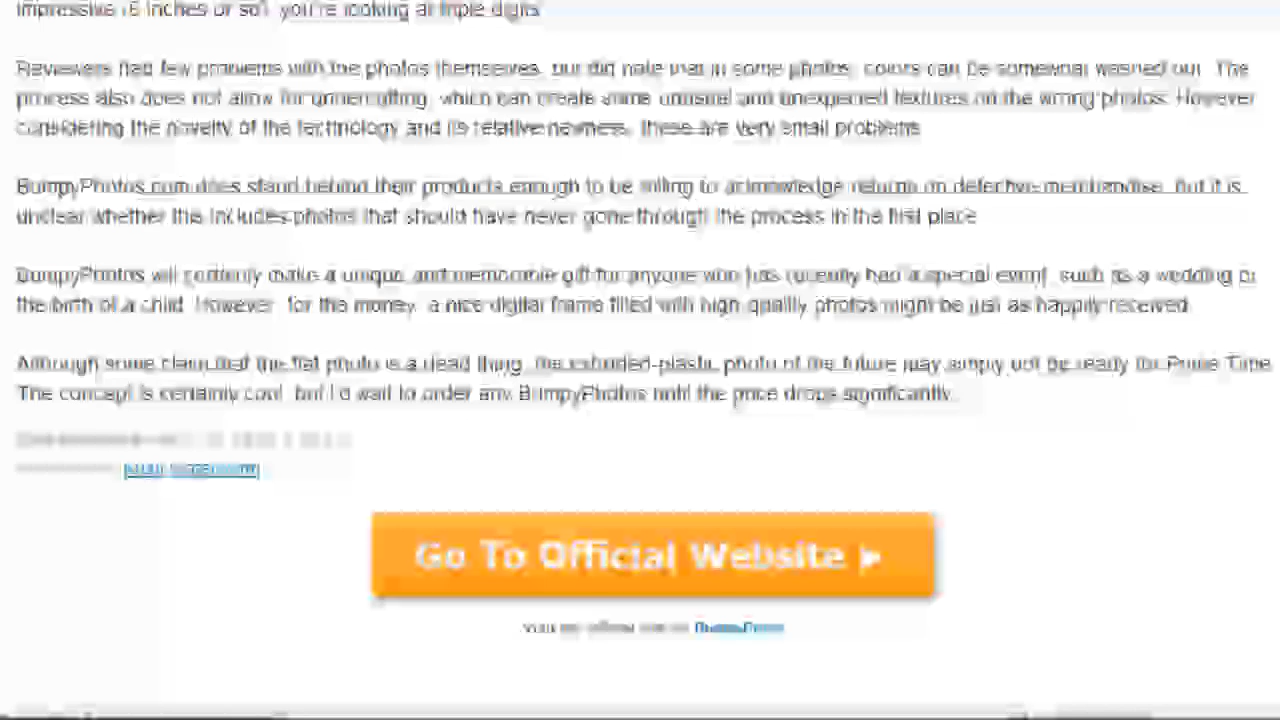 impressive (6 inches or so), you're looking at triple digits.
Reviewers had few problems with the photos themselves, but did note that in some photos, colors can be somewhat washed out. The
process also does not allow for undercutting, which can create some unusual and unexpected textures on the wrong photos. However
considering the novelty of the technology and its relative newness, these are very small problems.
BumpyPhotos.com does stand behind their products enough to be willing to acknowledge returns on defective merchandise, but it is
unclear whether this includes photos that should have never gone through the process in the first place.
BumpyPhotos will certainly make a unique and memorable gift for anyone who has recently had a special event, such as a wedding or
the birth of a child. However, for the money, a nice digital frame filled with high quality photos might be just as happily received.
Although some claim that the flat photo is a dead thing, the extruded-plastic photo of the future may simply not be ready for Prime Time.
The concept is certainly cool, but I'd wait to order any BumpyPhotos until the price drops significantly.
Go To Official Website ►
BumpyPhotos